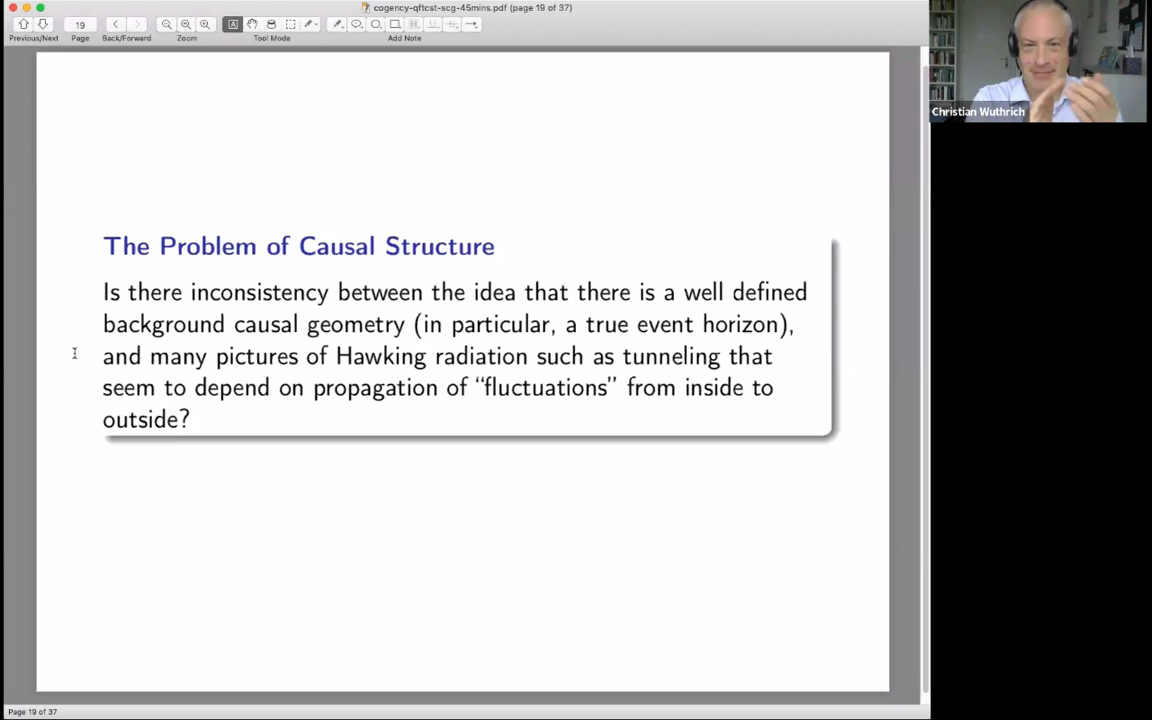 cogency-qftcst-scg-45mins.pdf (page 19 of 37)
19
Previous/Next
Page
Back/Forward
Zoom
Tool Mode
Add Note
Christian Wuthrich
The Problem of Causal Structure
Is there inconsistency between the idea that there is a well defined
background causal geometry (in particular, a true event horizon),
and many pictures of Hawking radiation such as tunneling that
seem to depend on propagation of “fluctuations” from inside to
outside?
Page 19 of 37